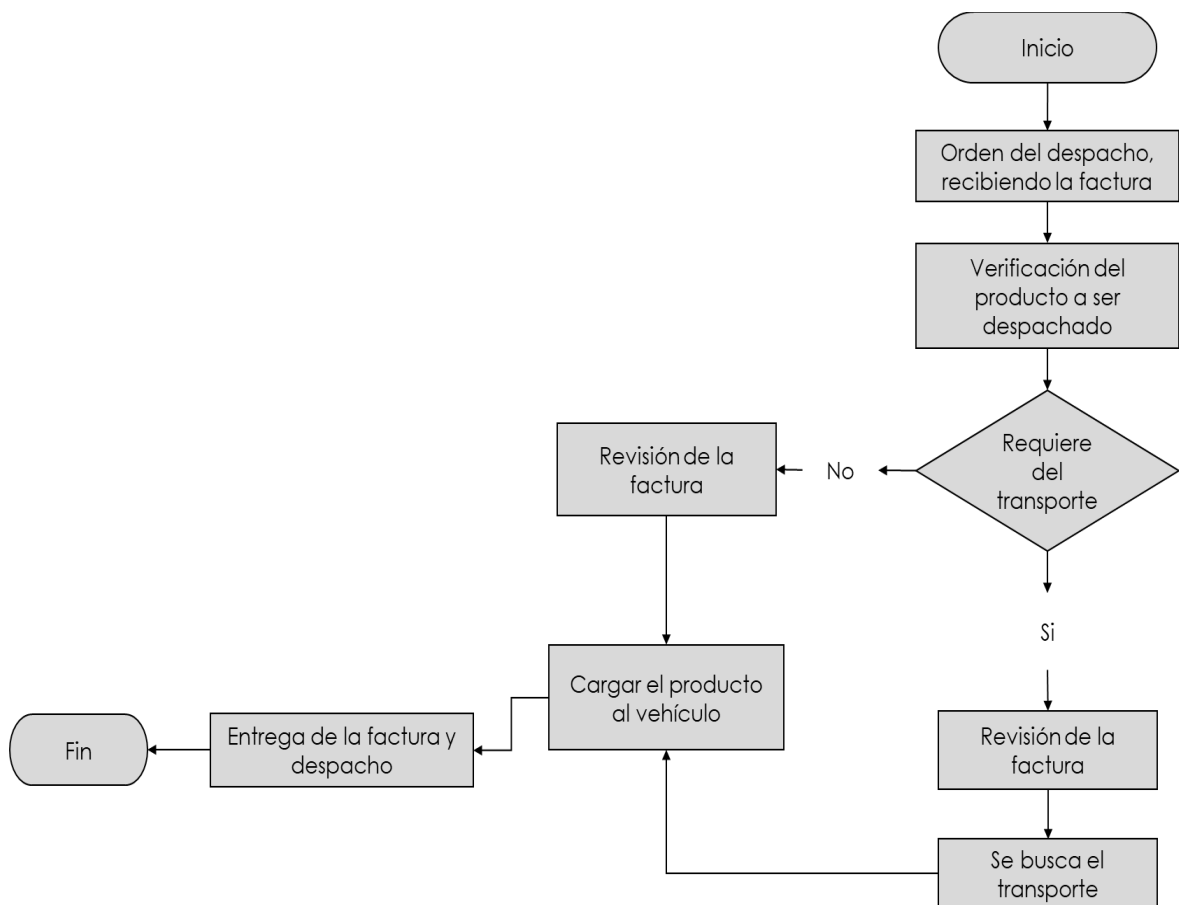 Inicio
Orden del despacho,
recibiendo la factura
Verificación del
producto a ser
despachado
Requiere
del
transporte
No
Revisión de la
factura
Si
Revisión de la
factura
Se busca el
transporte
Cargar el producto
al vehículo
Entrega de la factura y
despacho
Fin